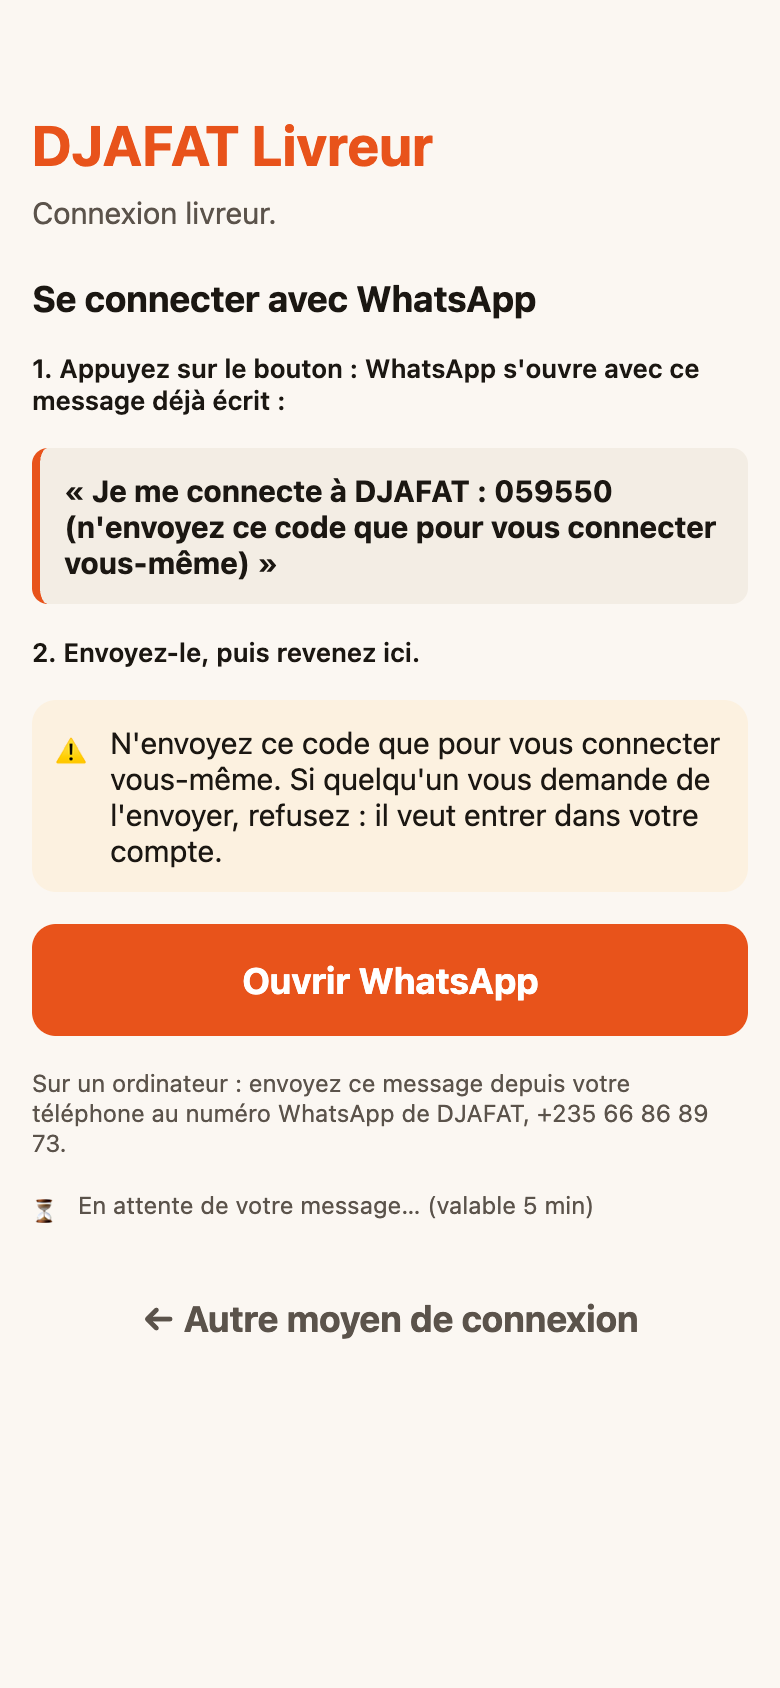 DJAFAT Livreur
Connexion livreur.
Se connecter avec WhatsApp
1. Appuyez sur le bouton : WhatsApp s'ouvre avec ce
message déjà écrit :
« Je me connecte à DJAFAT : 059550
(n'envoyez ce code que pour vous connecter
vous-même) »
2. Envoyez-le, puis revenez ici.
N'envoyez ce code que pour vous connecter
vous-même. Si quelqu'un vous demande de
l'envoyer, refusez : il veut entrer dans votre
compte.
Ouvrir WhatsApp
Sur un ordinateur : envoyez ce message depuis votre
téléphone au numéro WhatsApp de DJAFAT, +235 66 86 89
73.
En attente de votre message... (valable 5 min)
← Autre moyen de connexion